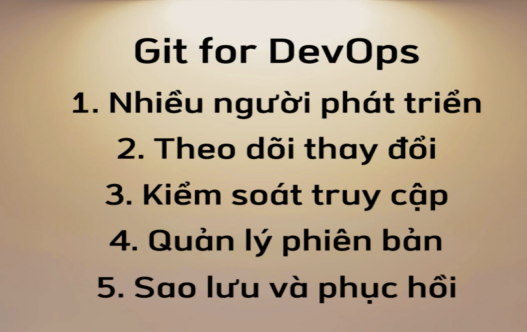 Git for DevOps
1. Nhiều người phát triển
2. Theo dõi thay đổi
3. Kiểm soát truy cập
4. Quản lý phiên bản
5. Sao lưu và phục hồi